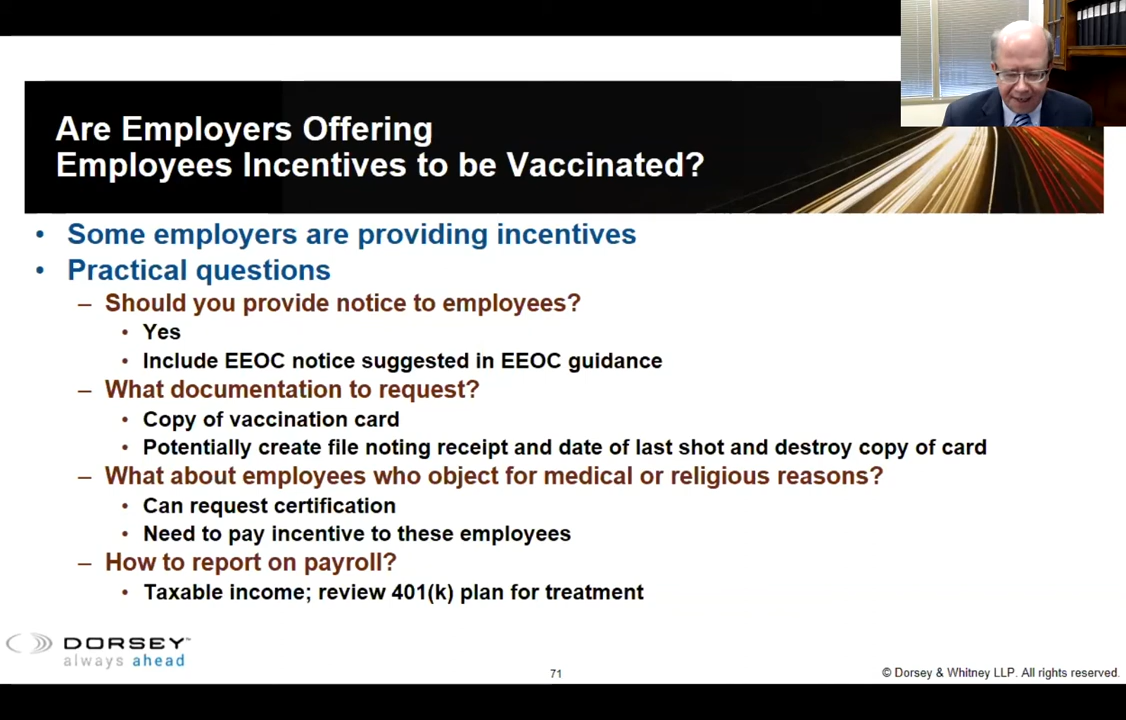 Are Employers Offering
Employees Incentives to be Vaccinated?
• Some employers are providing incentives
• Practical questions
– Should you provide notice to employees?
• Yes
• Include EEOC notice suggested in EEOC guidance
– What documentation to request?
• Copy of vaccination card
• Potentially create file noting receipt and date of last shot and destroy copy of card
– What about employees who object for medical or religious reasons?
• Can request certification
• Need to pay incentive to these employees
– How to report on payroll?
• Taxable income; review 401(k) plan for treatment
DORSEY™
always ahead
71
© Dorsey & Whitney LLP. All rights reserved.